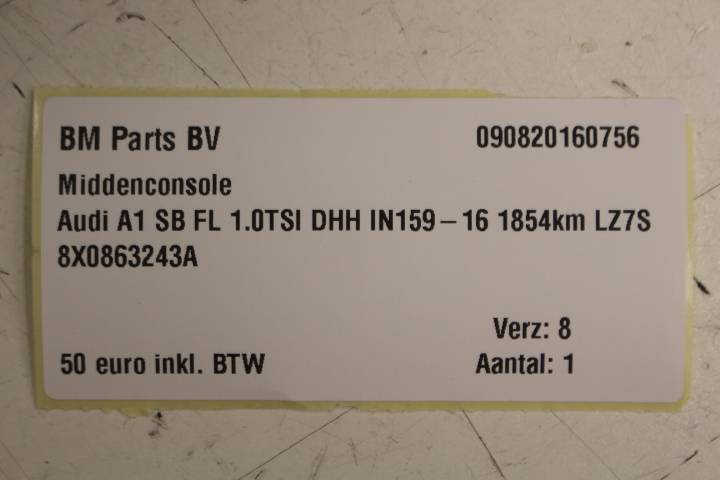 BM Parts BV 090820160756
Middenconsole
Audi A1 SB FL 1.0TSI DHH IN159-16 1854km LZ7S
8X0863243A
Verz: 8
50 euro inkl. BTW Aantal: 1